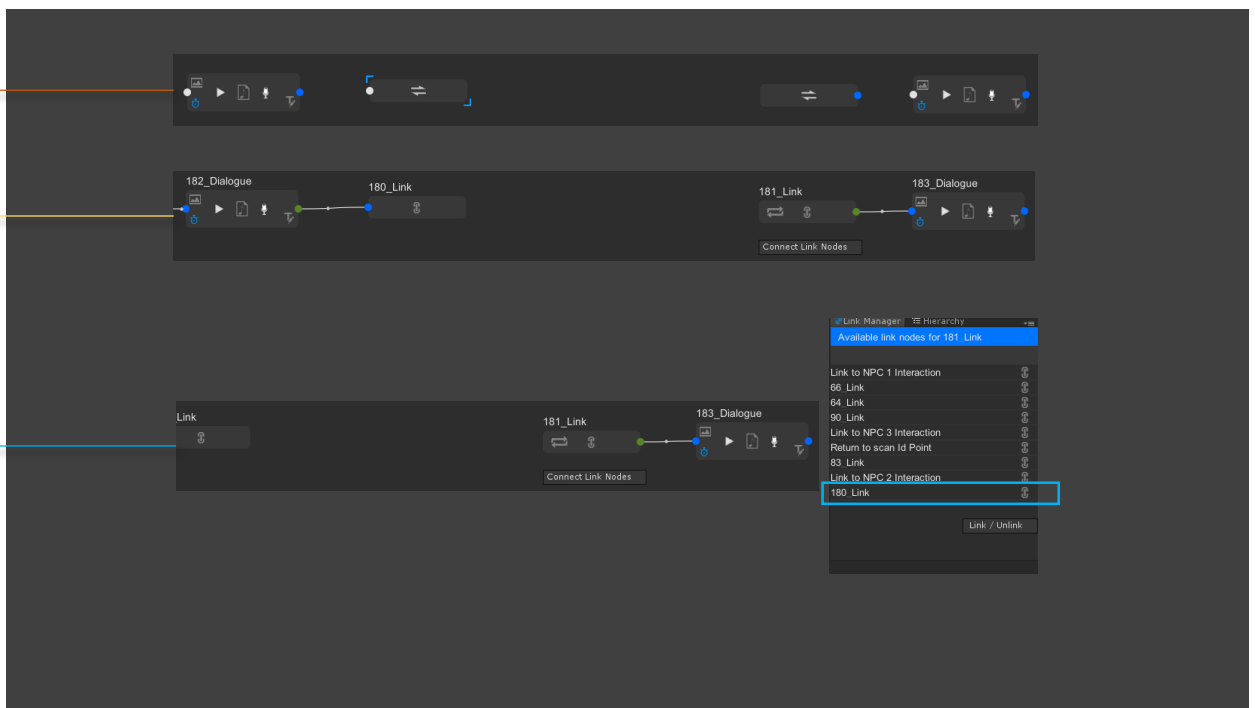 182_Dialogue
180_Link
181_Link
183_Dialogue
Connect Link Nodes
Link Manager
Hierarchy
Available link nodes for 181_Link
Link to NPC 1 Interaction
66_Link
64_Link
90_Link
Link to NPC 3 Interaction
Return to scan Id Point
83_Link
Link to NPC 2 Interaction
180_Link
Link / Unlink
Link
181_Link
183_Dialogue
Connect Link Nodes